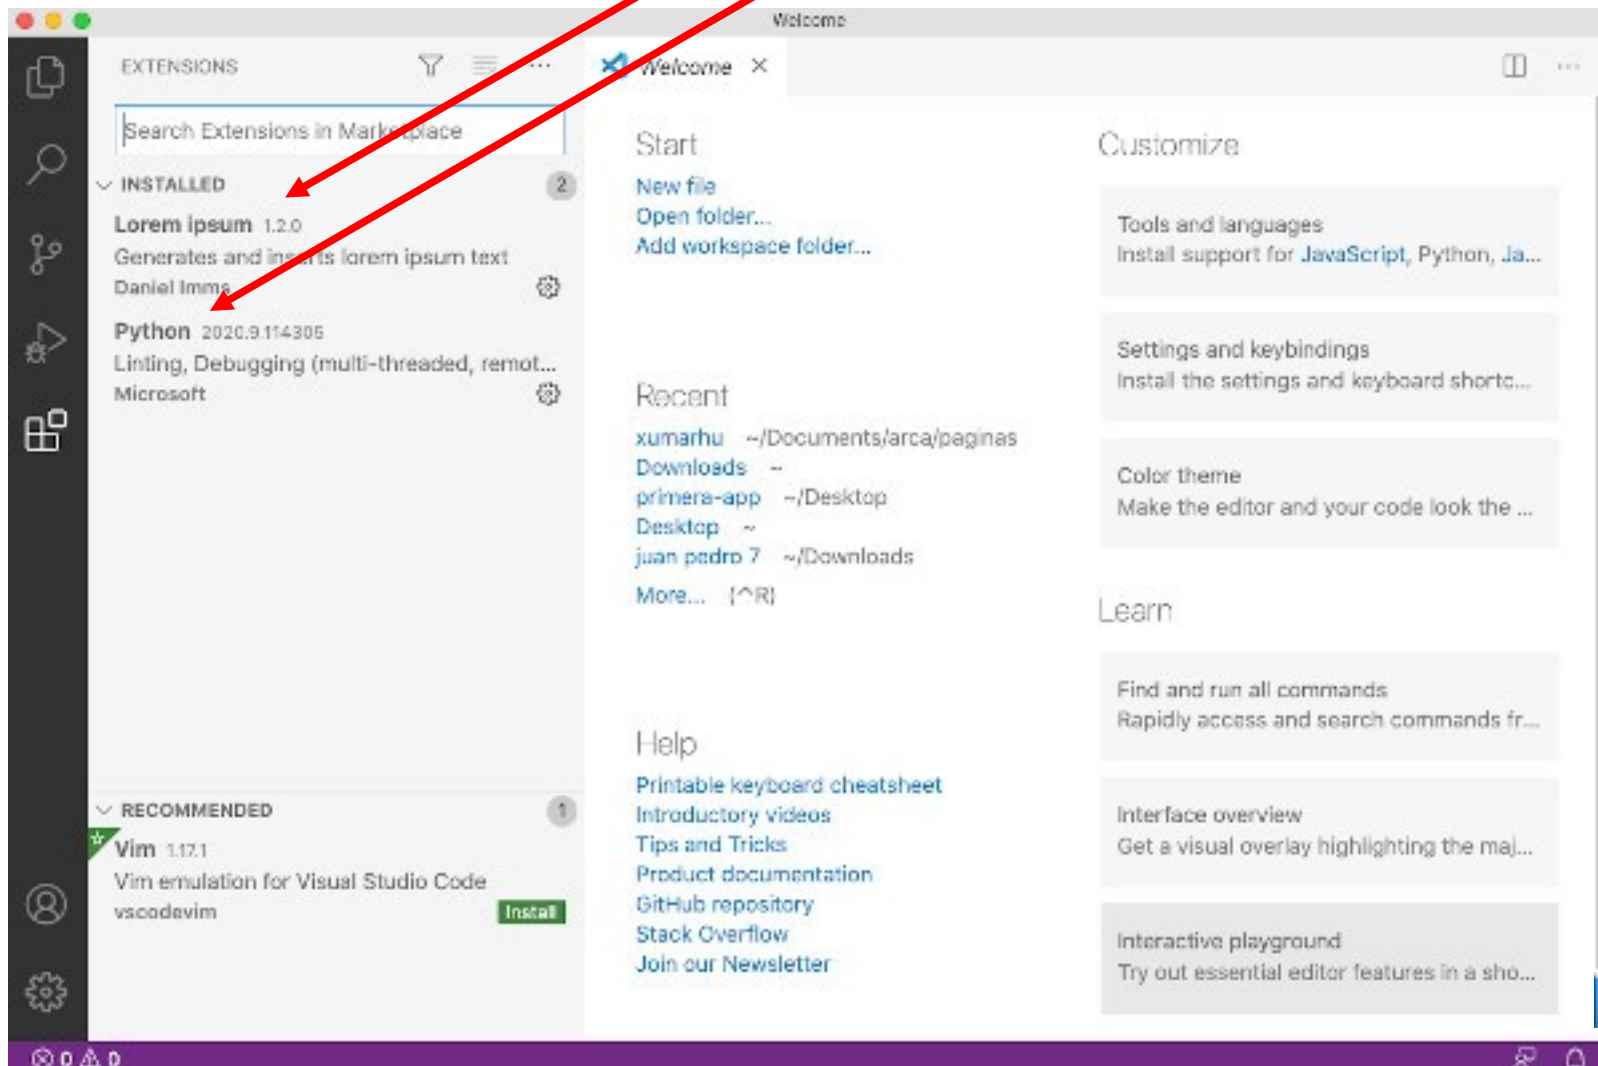 Welcome
EXTENSIONS
Search Extensions in Marketplace
INSTALLED 2
Lorem ipsum 1.2.0
Generates and inserts lorem ipsum text
Daniel Imms
Python 2020.9.114305
Linting, Debugging (multi-threaded, remot...
Microsoft
RECOMMENDED 1
Vim 1.17.1
Vim emulation for Visual Studio Code
vscodevim Install
Welcome
Start
New file
Open folder...
Add workspace folder...
Recent
xumarhu ~/Documents/arca/paginas
Downloads ~
primera-app ~/Desktop
Desktop ~
juan pedro 7 ~/Downloads
More... (^R)
Help
Printable keyboard cheatsheet
Introductory videos
Tips and Tricks
Product documentation
GitHub repository
Stack Overflow
Join our Newsletter
Customize
Tools and languages
Install support for JavaScript, Python, Ja...
Settings and keybindings
Install the settings and keyboard shortc...
Color theme
Make the editor and your code look the ...
Learn
Find and run all commands
Rapidly access and search commands fr...
Interface overview
Get a visual overlay highlighting the maj...
Interactive playground
Try out essential editor features in a sho...
0 0